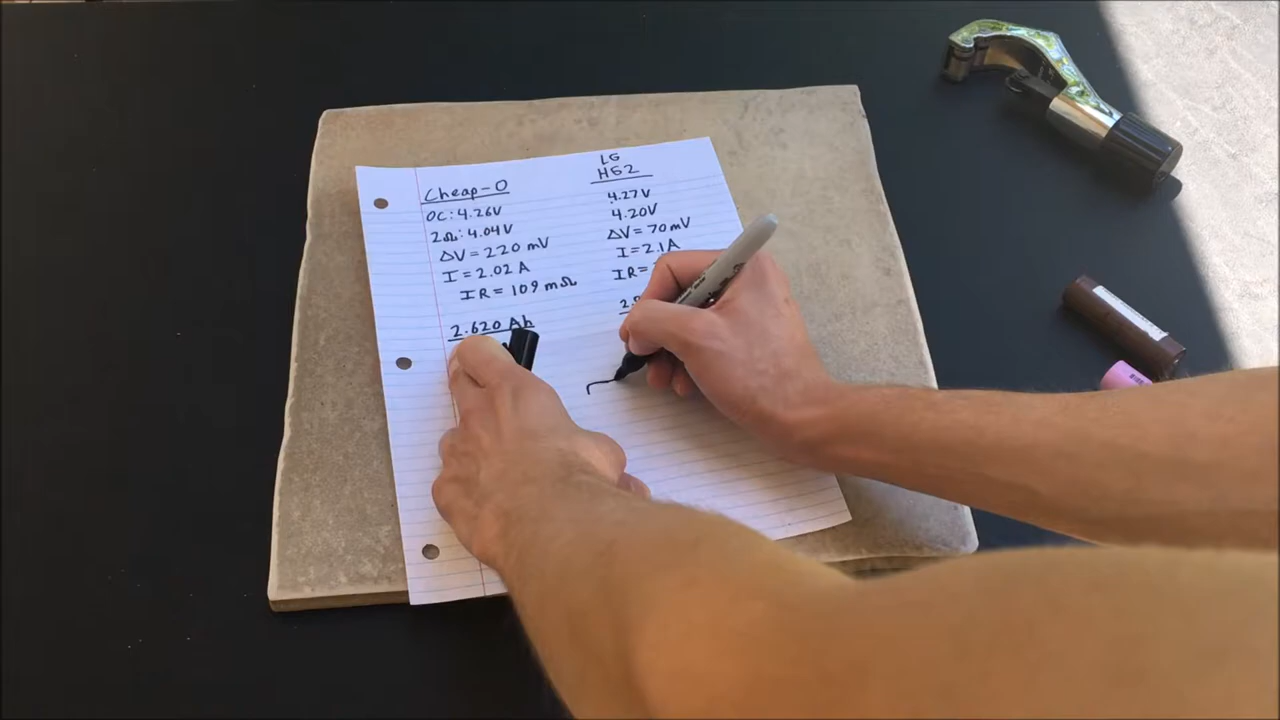 Cheap-O
OC: 4.26V
2Ω: 4.04V
ΔV = 220 mV
I = 2.02 A
IR = 109 mΩ
2.620 Ah
LG
HG2
4.27V
4.20V
ΔV = 70mV
I = 2.1A
IR =